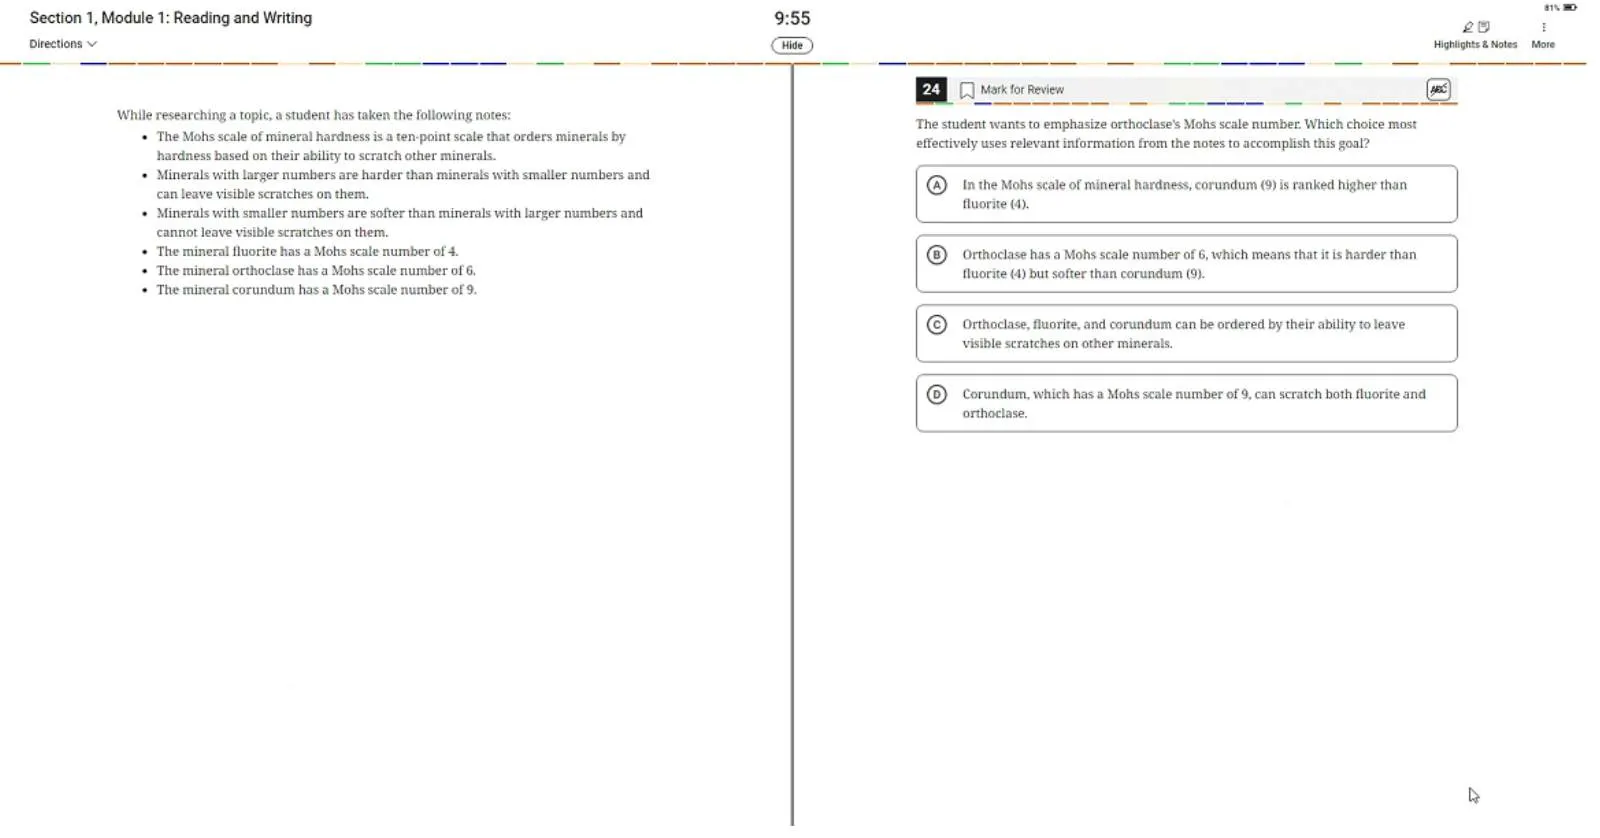 81%
Section 1, Module 1: Reading and Writing
9:55
Directions
Hide
Highlights & Notes
More
While researching a topic, a student has taken the following notes:
• The Mohs scale of mineral hardness is a ten-point scale that orders minerals by
hardness based on their ability to scratch other minerals.
• Minerals with larger numbers are harder than minerals with smaller numbers and
can leave visible scratches on them.
• Minerals with smaller numbers are softer than minerals with larger numbers and
cannot leave visible scratches on them.
• The mineral fluorite has a Mohs scale number of 4.
• The mineral orthoclase has a Mohs scale number of 6.
• The mineral corundum has a Mohs scale number of 9.
24
Mark for Review
ABC
The student wants to emphasize orthoclase's Mohs scale number. Which choice most
effectively uses relevant information from the notes to accomplish this goal?
A In the Mohs scale of mineral hardness, corundum (9) is ranked higher than
fluorite (4).
B Orthoclase has a Mohs scale number of 6, which means that it is harder than
fluorite (4) but softer than corundum (9).
C Orthoclase, fluorite, and corundum can be ordered by their ability to leave
visible scratches on other minerals.
D Corundum, which has a Mohs scale number of 9, can scratch both fluorite and
orthoclase.